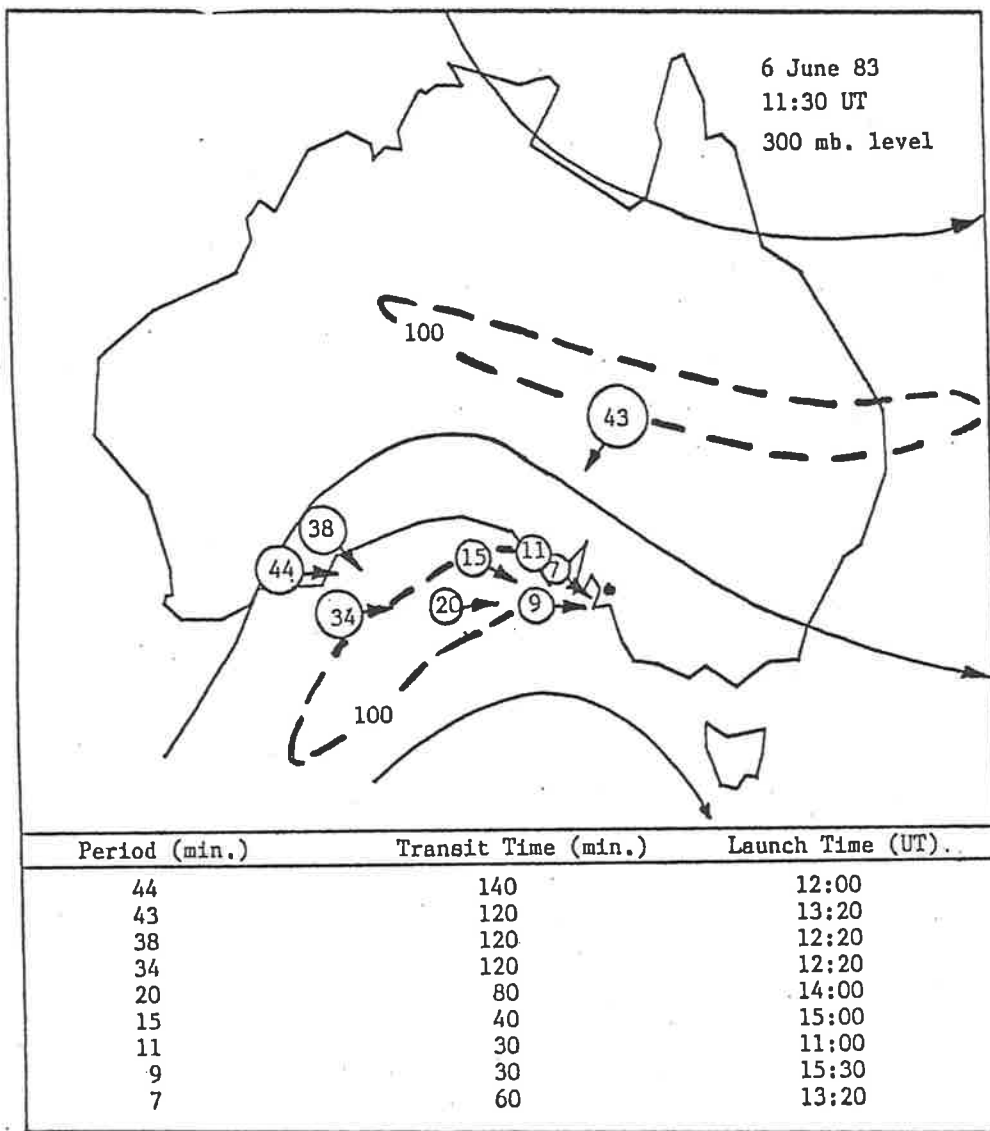 6 June 83
11:30 UT
300 mb. level
100
43
38
44
15
11
7
34
20
9
100
Period (min.) Transit Time (min.) Launch Time (UT)..
44 140 12:00
43 120 13:20
38 120 12:20
34 120 12:20
20 80 14:00
15 40 15:00
11 30 11:00
9 30 15:30
7 60 13:20